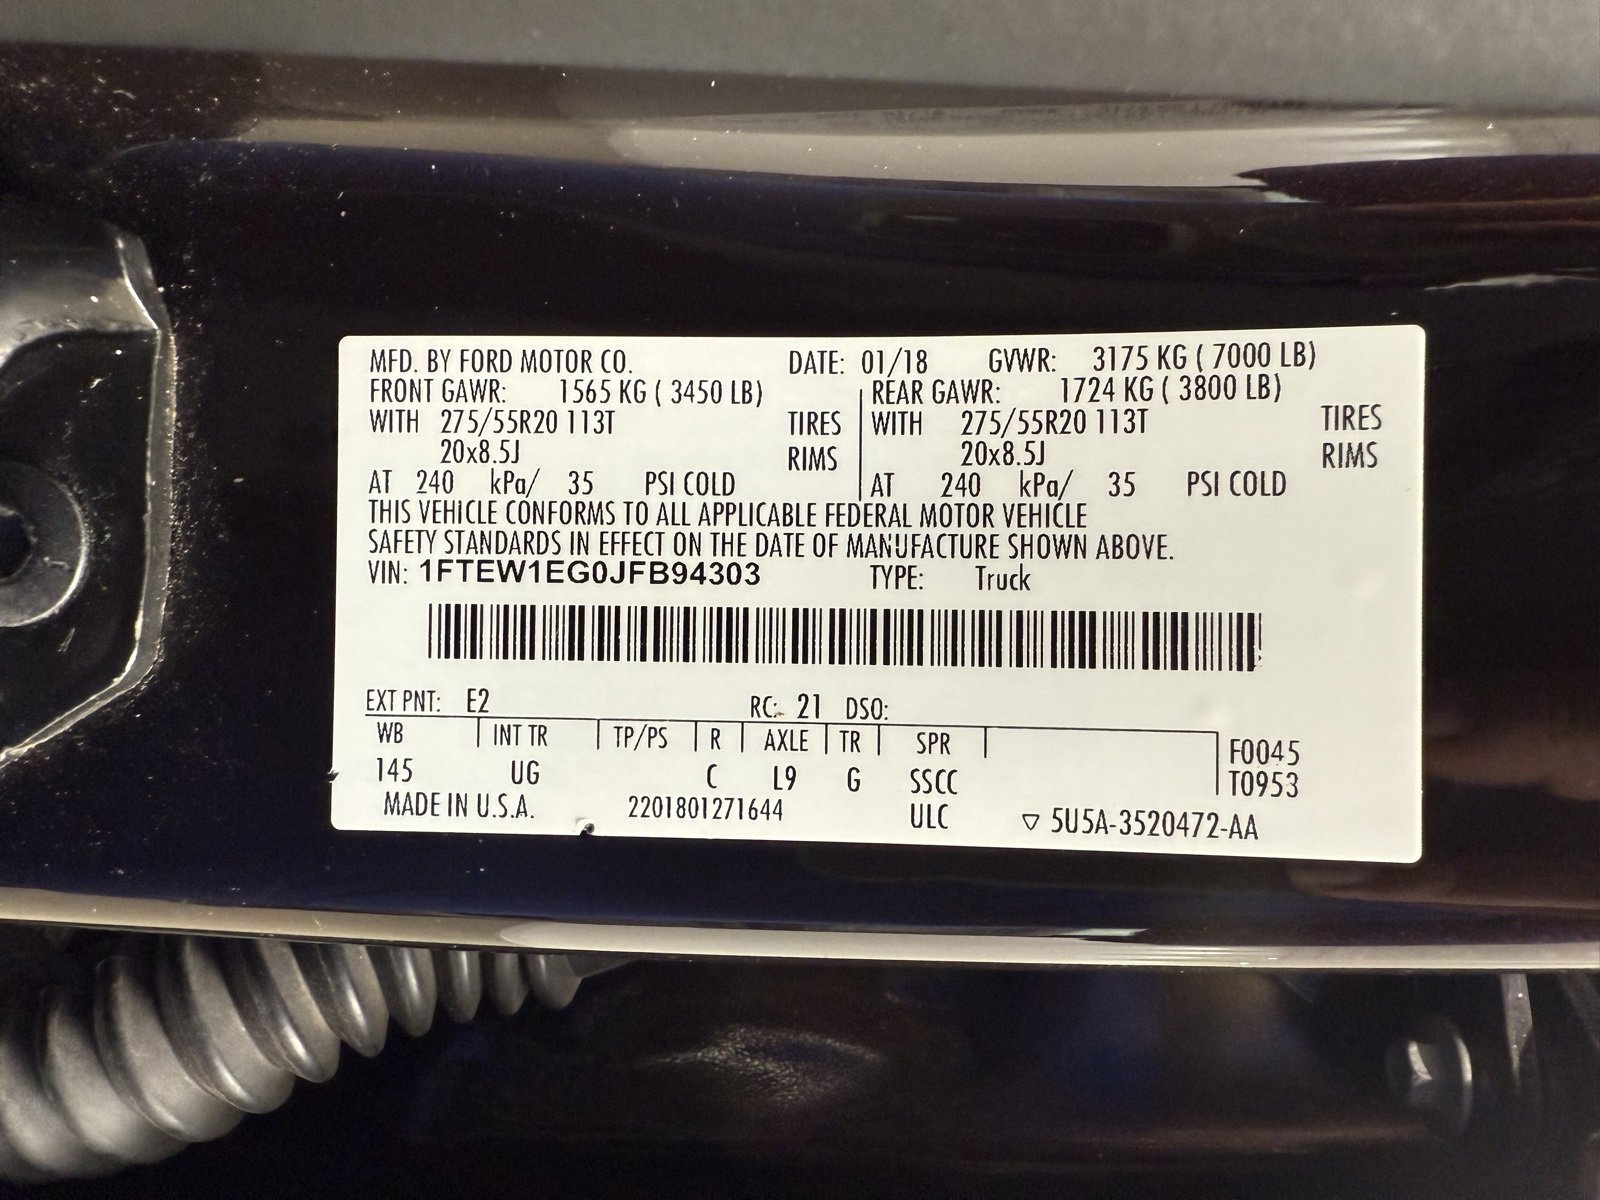 MFD. BY FORD MOTOR CO. DATE: 01/18 GVWR: 3175 KG ( 7000 LB)
FRONT GAWR: 1565 KG ( 3450 LB) REAR GAWR: 1724 KG ( 3800 LB)
WITH 275/55R20 113T TIRES WITH 275/55R20 113T TIRES
20x8.5J RIMS 20x8.5J RIMS
AT 240 kPa/ 35 PSI COLD AT 240 kPa/ 35 PSI COLD
THIS VEHICLE CONFORMS TO ALL APPLICABLE FEDERAL MOTOR VEHICLE
SAFETY STANDARDS IN EFFECT ON THE DATE OF MANUFACTURE SHOWN ABOVE.
VIN: 1FTEW1EG0JFB94303 TYPE: Truck
EXT PNT: E2 RC: 21 DSO:
WB INT TR TP/PS R AXLE TR SPR F0045
145 UG C L9 G SSCC T0953
MADE IN U.S.A. 2201801271644 ULC ▽ 5U5A-3520472-AA